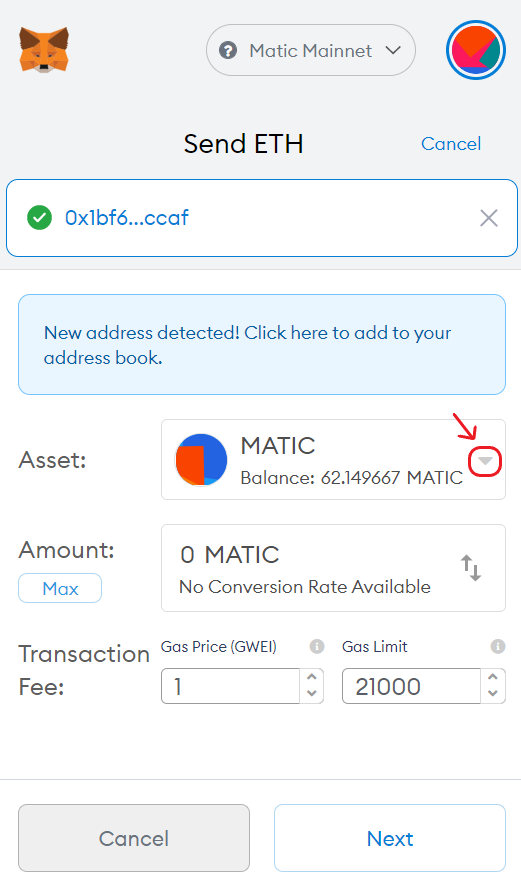 Matic Mainnet
Send ETH
Cancel
0x1bf6...ccaf
New address detected! Click here to add to your
address book.
Asset:
MATIC
Balance: 62.149667 MATIC
Amount:
Max
0 MATIC
No Conversion Rate Available
Transaction
Fee:
Gas Price (GWEI)
1
Gas Limit
21000
Cancel
Next